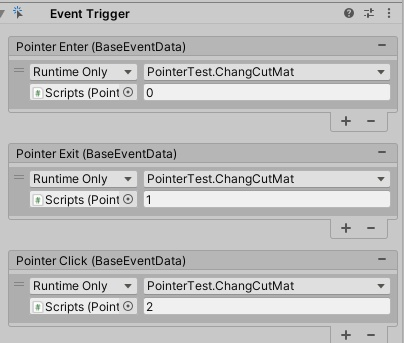 Event Trigger
Pointer Enter (BaseEventData)
Runtime Only PointerTest.ChangCutMat
Scripts (Point 0
Pointer Exit (BaseEventData)
Runtime Only PointerTest.ChangCutMat
Scripts (Point 1
Pointer Click (BaseEventData)
Runtime Only PointerTest.ChangCutMat
Scripts (Point 2